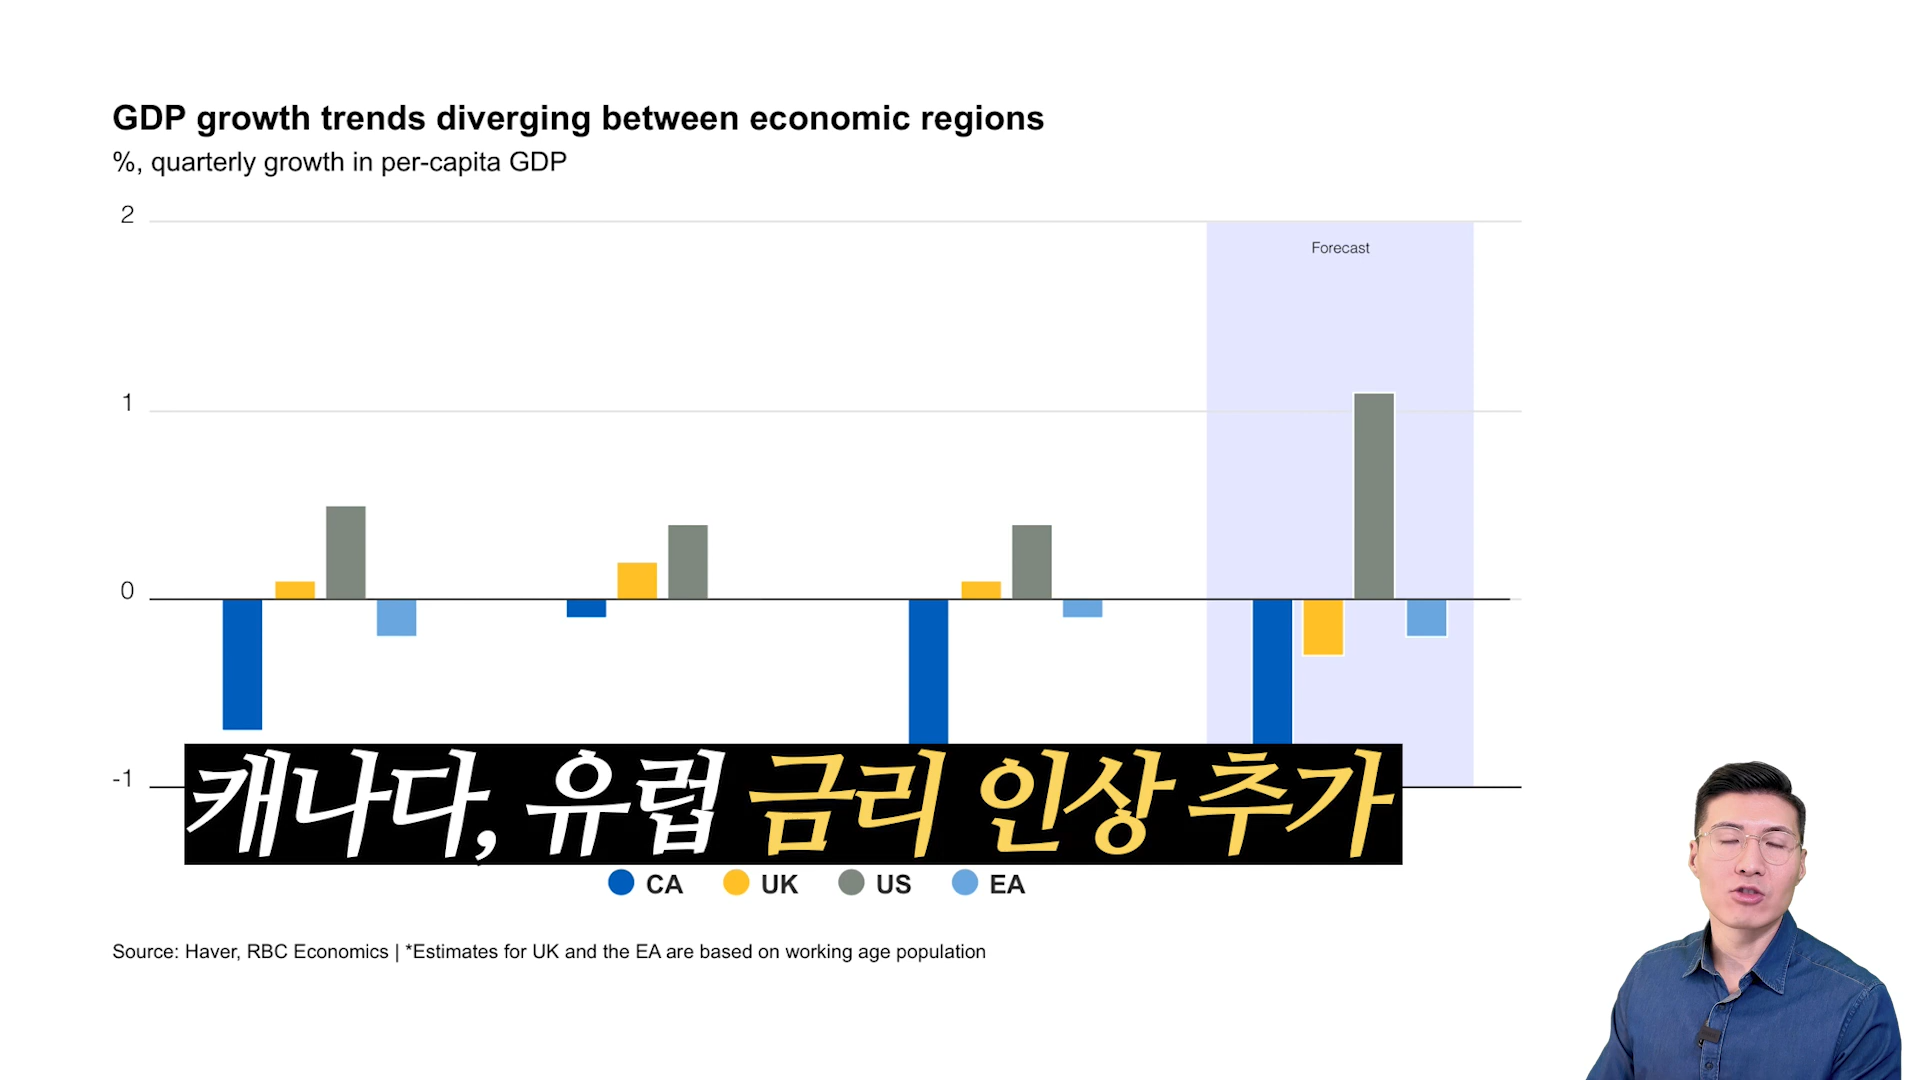 GDP growth trends diverging between economic regions
%, quarterly growth in per-capita GDP
2
Forecast
1
0
-1
캐나다, 유럽 금리 인상 추가
CA UK US EA
Source: Haver, RBC Economics | *Estimates for UK and the EA are based on working age population